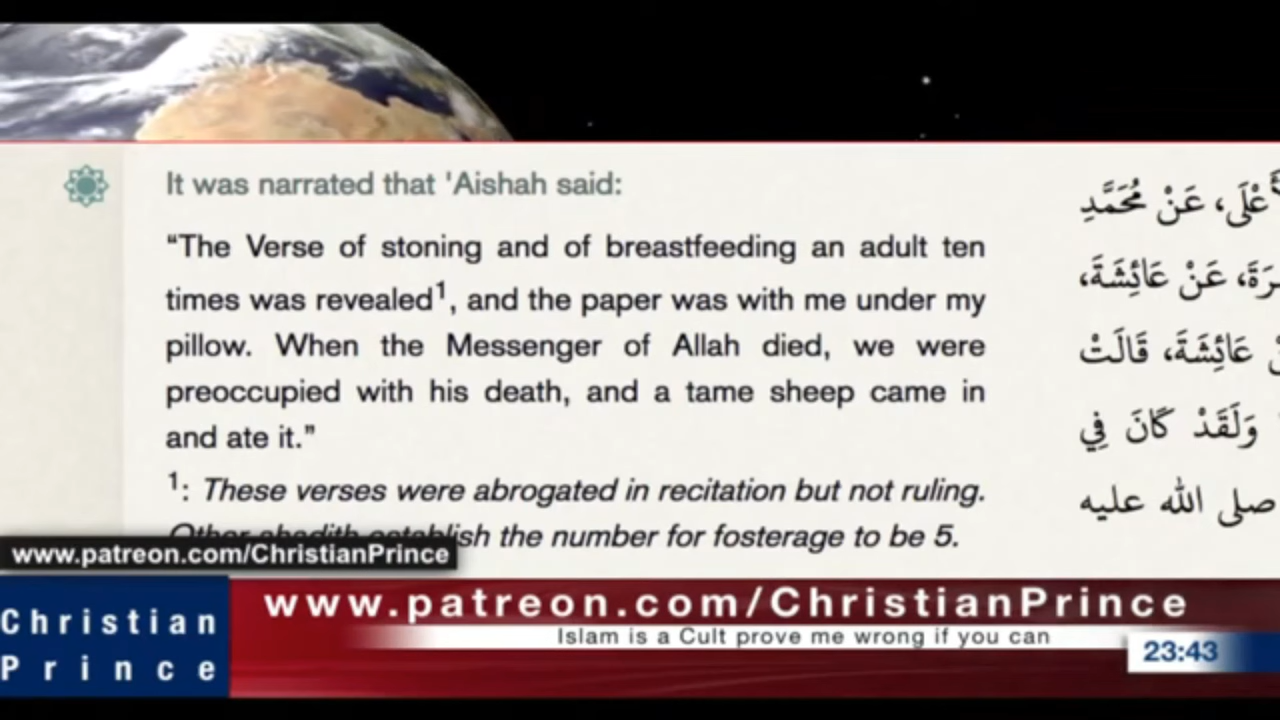 It was narrated that 'Aishah said:
“The Verse of stoning and of breastfeeding an adult ten
times was revealed¹, and the paper was with me under my
pillow. When the Messenger of Allah died, we were
preoccupied with his death, and a tame sheep came in
and ate it.”
¹: These verses were abrogated in recitation but not ruling.
Other ahadith establish the number for fosterage to be 5.
أَعْلَى، عَنْ مُحَمَّدِ
عَنْ عَائِشَةَ،
عَائِشَةَ، قَالَتْ
وَلَقَدْ كَانَ فِي
صلى الله عليه
www.patreon.com/ChristianPrince
Christian
Prince
www.patreon.com/ChristianPrince
Islam is a Cult prove me wrong if you can
23:43